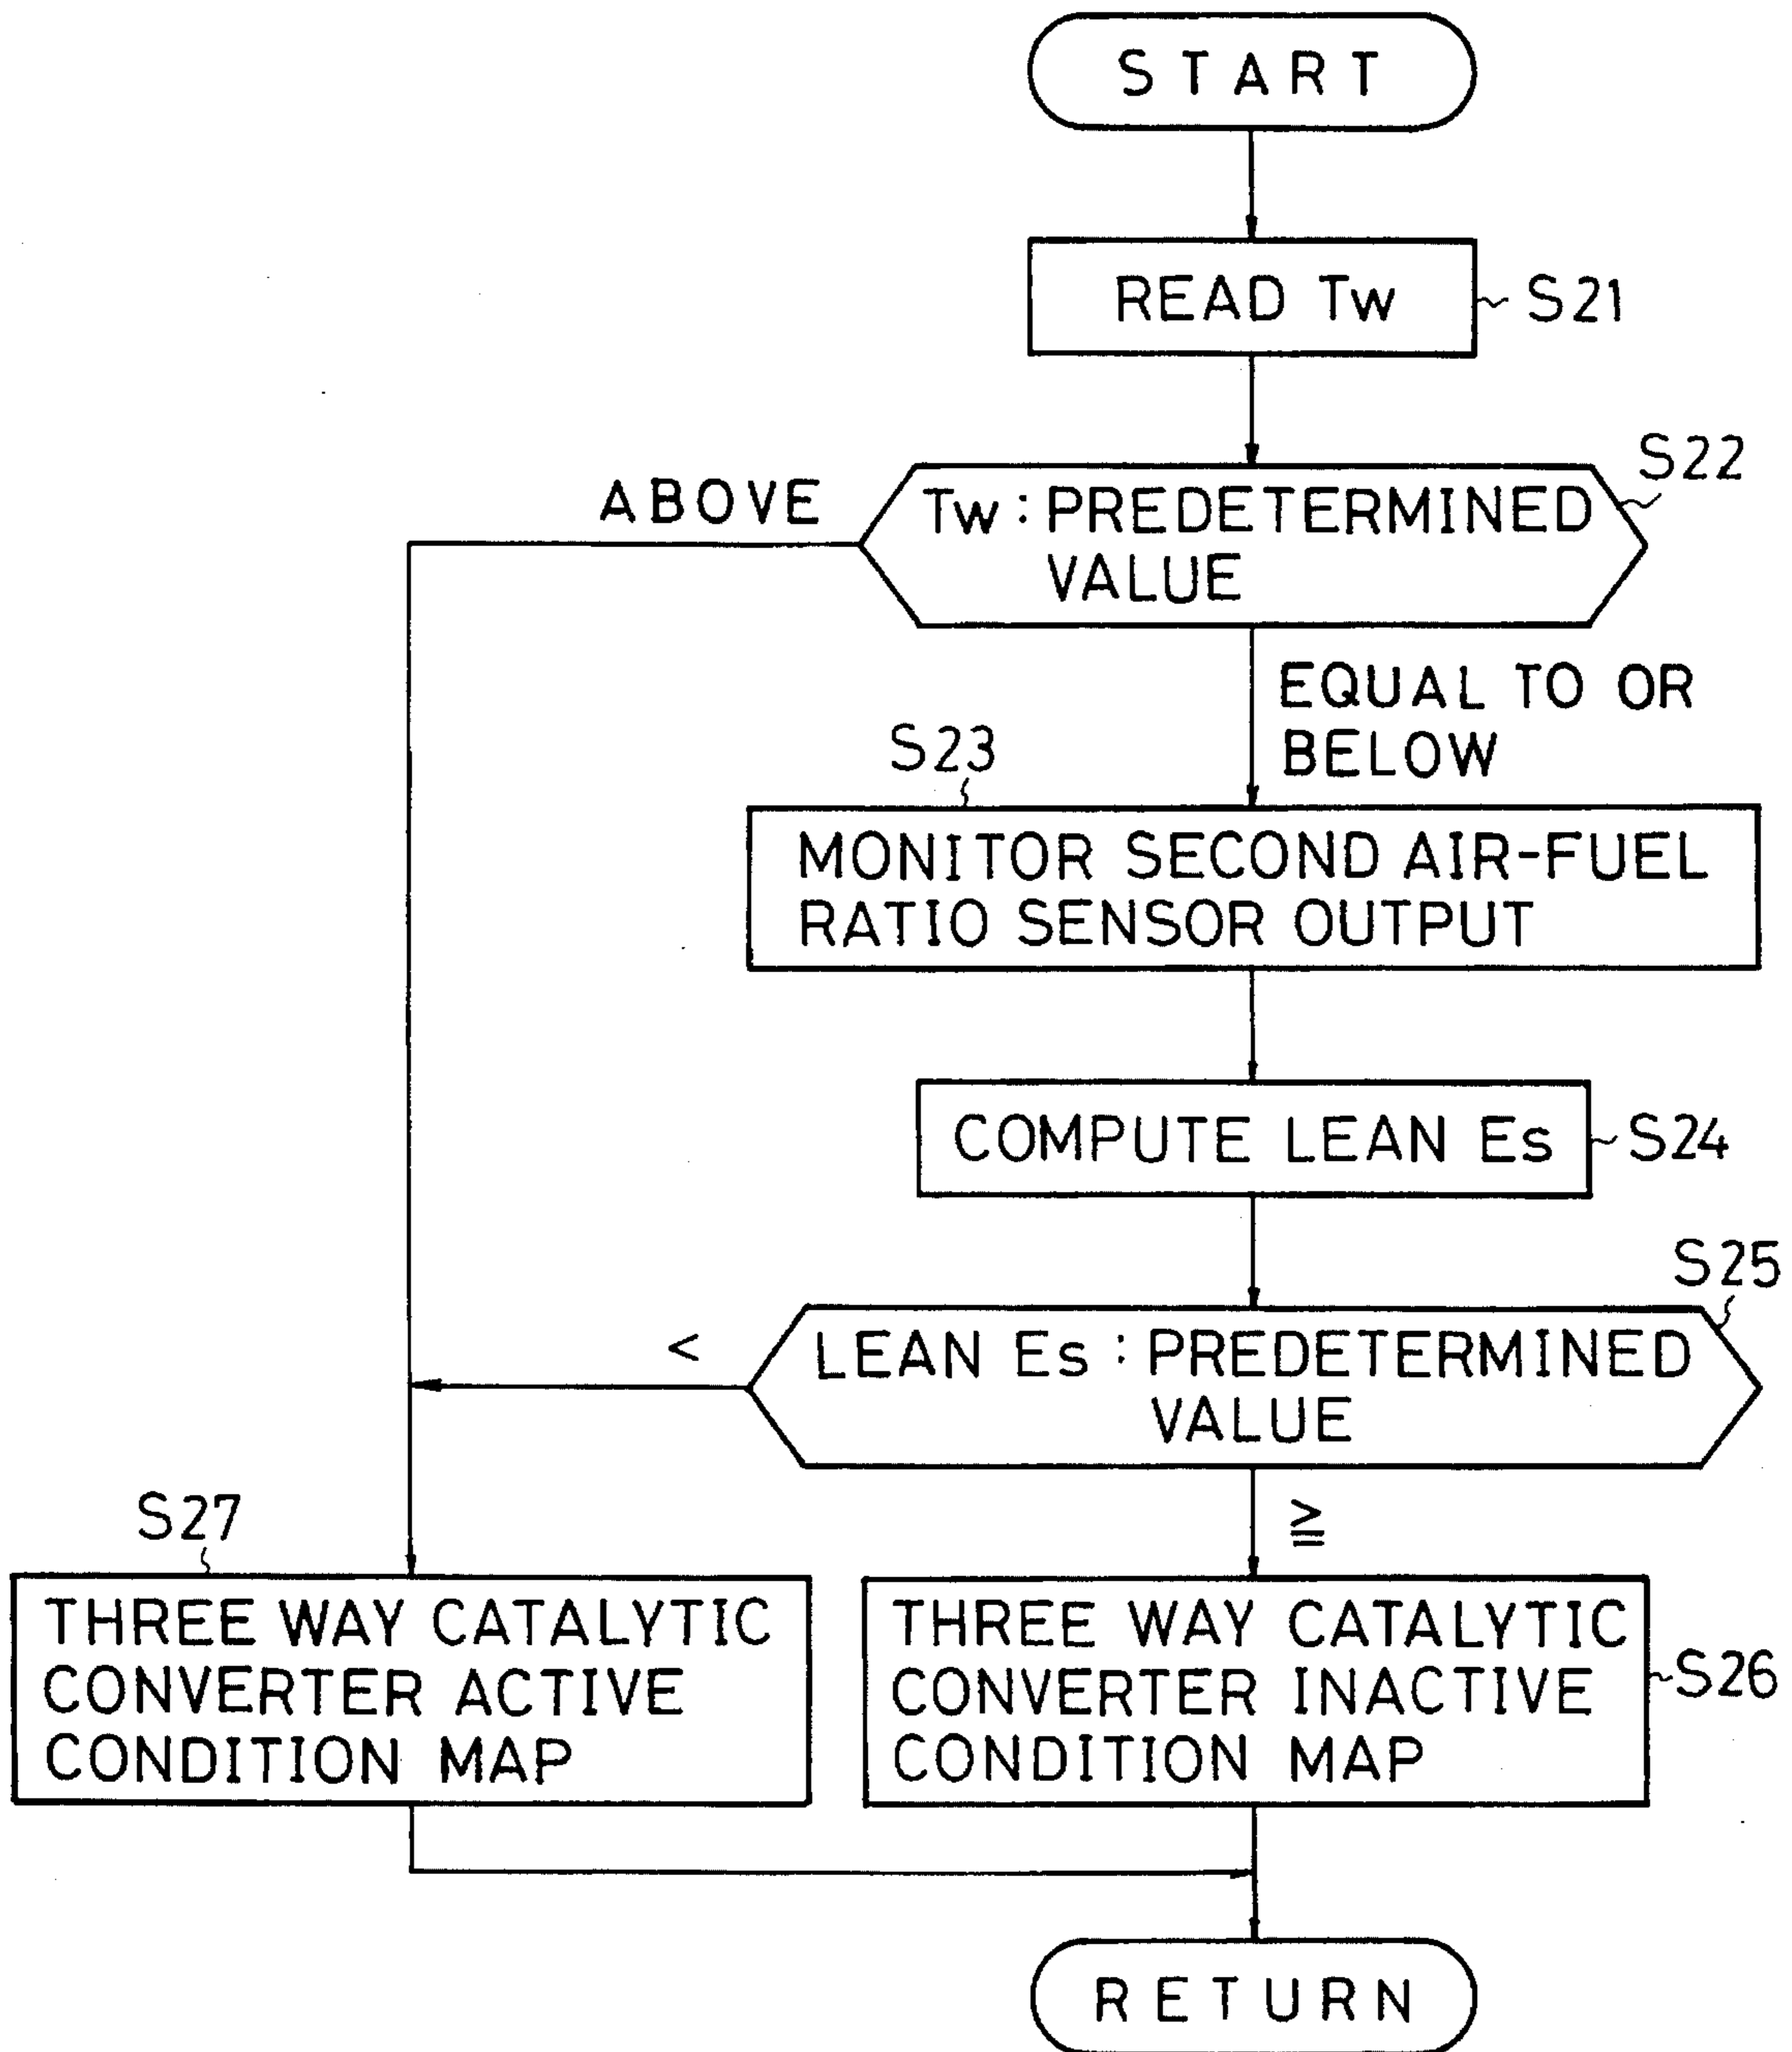 START
READ Tw
S21
S22
ABOVE
Tw : PREDETERMINED
VALUE
EQUAL TO OR
BELOW
S23
MONITOR SECOND AIR-FUEL
RATIO SENSOR OUTPUT
COMPUTE LEAN Es
S24
S25
<
LEAN Es : PREDETERMINED
VALUE
≧
S27
THREE WAY CATALYTIC
CONVERTER ACTIVE
CONDITION MAP
THREE WAY CATALYTIC
CONVERTER INACTIVE
CONDITION MAP
S26
RETURN